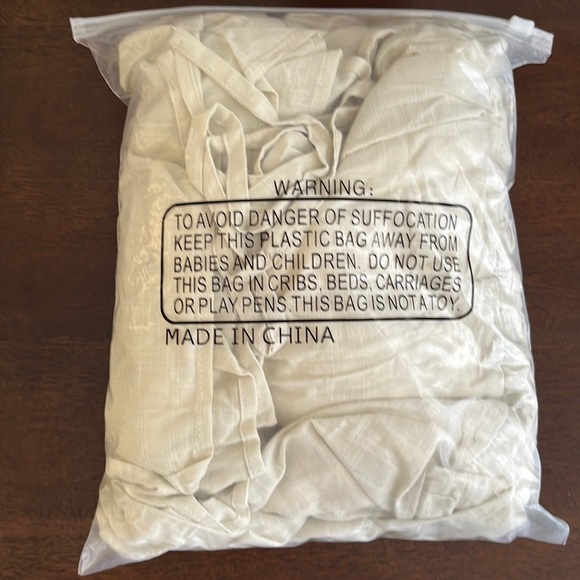 WARNING:
TO AVOID DANGER OF SUFFOCATION
KEEP THIS PLASTIC BAG AWAY FROM
BABIES AND CHILDREN. DO NOT USE
THIS BAG IN CRIBS, BEDS, CARRIAGES
OR PLAY PENS.THIS BAG IS NOT A TOY.
MADE IN CHINA